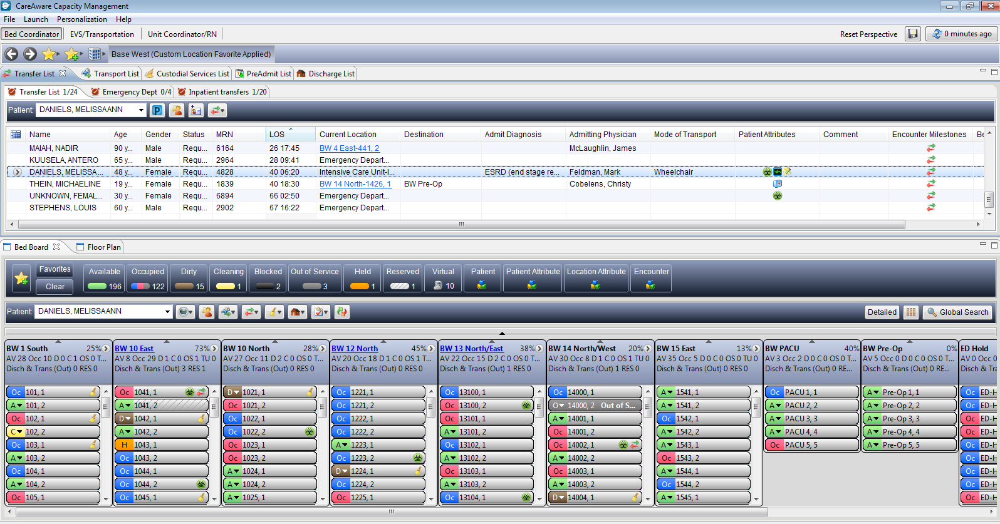 CareAware Capacity Management
File Launch Personalization Help
Bed Coordinator EVS/Transportation Unit Coordinator/RN Reset Perspective 0 minutes ago
Base West (Custom Location Favorite Applied)
Transfer List Transport List Custodial Services List PreAdmit List Discharge List
Transfer List 1/24 Emergency Dept 0/4 Inpatient transfers 1/20
Patient: DANIELS, MELISSAANN P
Name Age Gender Status MRN LOS Current Location Destination Admit Diagnosis Admitting Physician Mode of Transport Patient Attributes Comment Encounter Milestones Be
MAIAH, NADIR 90 y... Male Requ... 6164 26 17:45 BW 4 East-441, 2 McLaughlin, James
KUUSELA, ANTERO 65 y... Male Requ... 2964 28 09:41 Emergency Depart...
DANIELS, MELISSA... 48 y... Female Requ... 4828 40 06:20 Intensive Care Unit-I... ESRD (end stage re... Feldman, Mark Wheelchair
THEIN, MICHAELINE 19 y... Female Requ... 1839 40 18:30 BW 14 North-1426, 1 BW Pre-Op Cobelens, Christy
UNKNOWN, FEMAL... 30 y... Female Requ... 6894 66 02:50 Emergency Depart...
STEPHENS, LOUIS 60 y... Male Requ... 2902 67 16:22 Emergency Depart...
Bed Board Floor Plan
Favorites Available Occupied Dirty Cleaning Blocked Out of Service Held Reserved Virtual Patient Patient Attribute Location Attribute Encounter
Clear 196 122 15 1 2 3 1 1 10
Patient: DANIELS, MELISSAANN Detailed Global Search
BW 1 South 25% BW 10 East 73% BW 10 North 28% BW 12 North 45% BW 13 North/East 38% BW 14 North/West 20% BW 15 East 13% BW PACU 40% BW Pre-Op 0% ED Hold
AV 28 Occ 10 D 0 C 1 OS 0 T... AV 8 Occ 29 D 1 C 0 OS 1 TU 0 AV 27 Occ 11 D 2 C 0 OS 0 T... AV 20 Occ 18 D 1 C 0 OS 0 T... AV 22 Occ 15 D 2 C 0 OS 0 T... AV 30 Occ 8 D 1 C 0 OS 1 TU 0 AV 35 Occ 5 D 0 C 0 OS 0 TU 0 AV 3 Occ 2 D 0 C 0 OS 0 TU 0 AV 5 Occ 0 D 0 C 0 OS 0 T... AV 0 Occ 0
Disch & Trans (Out) 0 RES 0 Disch & Trans (Out) 3 RES 1 Disch & Trans (Out) 0 RES 0 Disch & Trans (Out) 0 RES 0 Disch & Trans (Out) 1 RES 0 Disch & Trans (Out) 1 RES 0 Disch & Trans (Out) 0 RES 0 Disch & Trans (Out) 0 RE... Disch & Trans (Out) 0 RE... Disch & T
Oc 101, 1 Oc 1041, 1 D 1021, 1 Oc 1221, 1 Oc 13100, 1 Oc 14000, 1 A 1541, 1 Oc PACU 1, 1 A Pre-Op 1, 1 Oc ED-H
A 101, 2 A 1041, 2 Oc 1021, 2 Oc 1221, 2 Oc 13100, 2 O 14000, 2 Out of S... A 1541, 2 A PACU 2, 2 A Pre-Op 2, 2 Oc ED-H
Oc 102, 1 D 1042, 1 Oc 1022, 1 Oc 1222, 1 Oc 13101, 1 A 14001, 1 Oc 1542, 1 A PACU 3, 3 A Pre-Op 3, 3 Oc ED-H
C 102, 2 A 1042, 2 Oc 1022, 2 Oc 1222, 2 A 13101, 2 Oc 14001, 2 A 1542, 2 A PACU 4, 4 A Pre-Op 4, 4 Oc ED-H
Oc 103, 1 H 1043, 1 Oc 1023, 1 A 1223, 1 Oc 13102, 1 Oc 14002, 1 A 1543, 1 Oc PACU 5, 5 A Pre-Op 5, 5 Oc ED-H
A 103, 2 Oc 1043, 2 Oc 1023, 2 Oc 1223, 2 A 13102, 2 A 14002, 2 Oc 1543, 2 Oc ED-H
Oc 104, 1 Oc 1044, 1 A 1024, 1 D 1224, 1 Oc 13103, 1 Oc 14003, 1 A 1544, 1 Oc ED-H
A 104, 2 Oc 1044, 2 A 1024, 2 Oc 1224, 2 A 13103, 2 A 14003, 2 Oc 1544, 2 Oc ED-H
Oc 105, 1 Oc 1045, 1 A 1025, 1 Oc 1225, 1 Oc 13104, 1 D 14004, 1 A 1545, 1 Oc ED-H